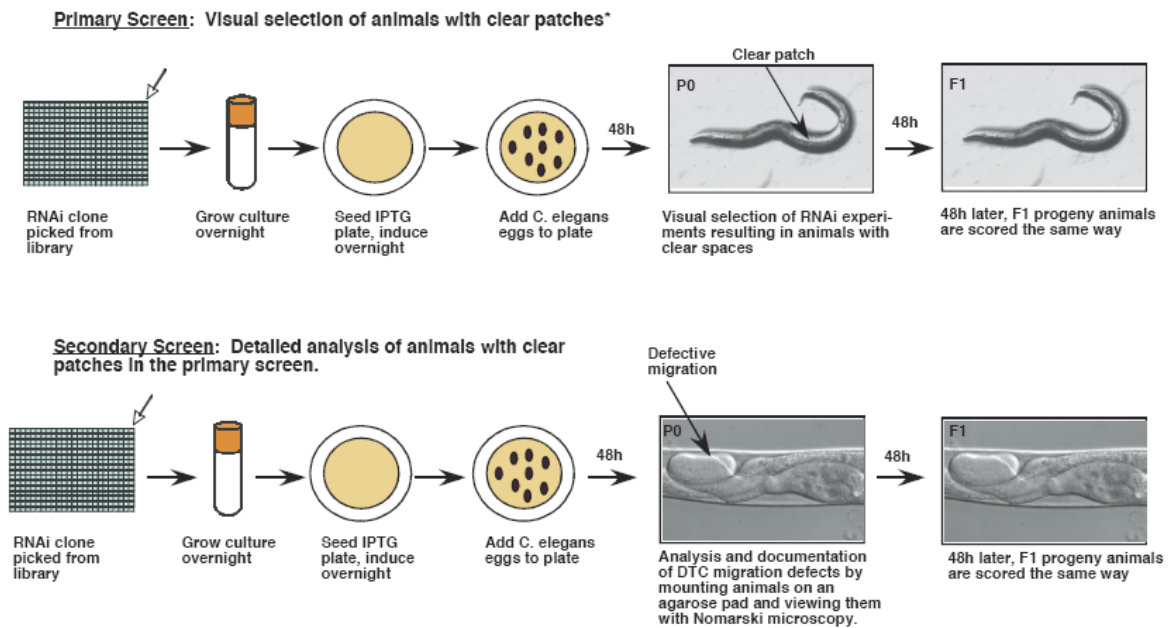 Primary Screen: Visual selection of animals with clear patches*
Clear patch
P0
F1
48h
48h
RNAi clone
picked from
library
Grow culture
overnight
Seed IPTG
plate, induce
overnight
Add C. elegans
eggs to plate
Visual selection of RNAi experi-
ments resulting in animals with
clear spaces
48h later, F1 progeny animals
are scored the same way
Secondary Screen: Detailed analysis of animals with clear
patches in the primary screen.
Defective
migration
P0
F1
48h
48h
RNAi clone
picked from
library
Grow culture
overnight
Seed IPTG
plate, induce
overnight
Add C. elegans
eggs to plate
Analysis and documentation
of DTC migration defects by
mounting animals on an
agarose pad and viewing them
with Nomarski microscopy.
48h later, F1 progeny animals
are scored the same way